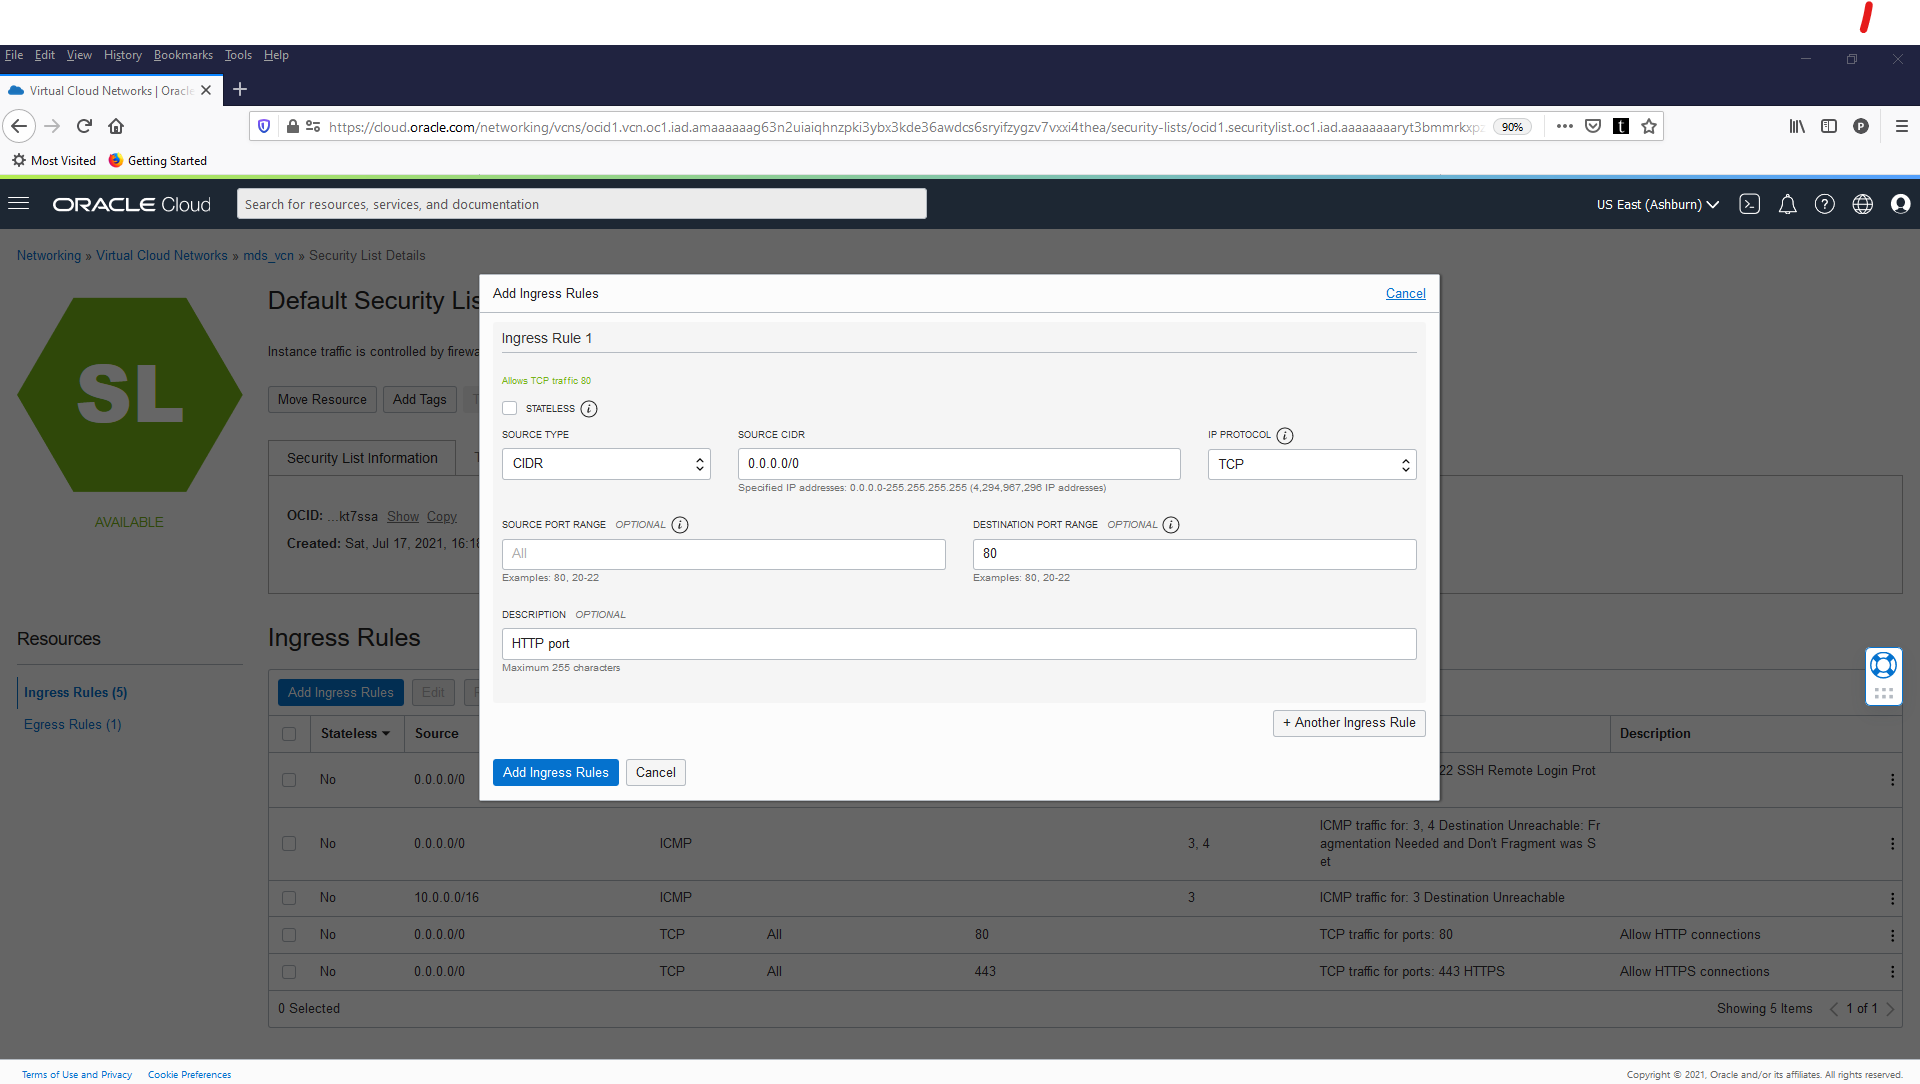 File Edit View History Bookmarks Tools Help
Virtual Cloud Networks | Oracle
https://cloud.oracle.com/networking/vcns/ocid1.vcn.oc1.iad.amaaaaaag63n2uiaiqhnzpki3ybx3kde36awdcs6sryifzygzv7vxxi4thea/security-lists/ocid1.securitylist.oc1.iad.aaaaaaaaryt3bmmrkxpz 90%
Most Visited Getting Started
ORACLE Cloud Search for resources, services, and documentation US East (Ashburn)
Networking » Virtual Cloud Networks » mds_vcn » Security List Details
SL
AVAILABLE
Default Security Lis
Instance traffic is controlled by firewa
Move Resource Add Tags
Security List Information
OCID: ...kt7ssa Show Copy
Created: Sat, Jul 17, 2021, 16:18
Add Ingress Rules Cancel
Ingress Rule 1
Allows TCP traffic 80
STATELESS
SOURCE TYPE SOURCE CIDR IP PROTOCOL
CIDR 0.0.0.0/0 TCP
Specified IP addresses: 0.0.0.0-255.255.255.255 (4,294,967,296 IP addresses)
SOURCE PORT RANGE OPTIONAL DESTINATION PORT RANGE OPTIONAL
All 80
Examples: 80, 20-22 Examples: 80, 20-22
DESCRIPTION OPTIONAL
HTTP port
Maximum 255 characters
+ Another Ingress Rule
Add Ingress Rules Cancel
Resources
Ingress Rules (5)
Egress Rules (1)
Ingress Rules
Add Ingress Rules Edit
Stateless Source Description
No 0.0.0.0/0 22 SSH Remote Login Prot
No 0.0.0.0/0 ICMP 3, 4 ICMP traffic for: 3, 4 Destination Unreachable: Fr
agmentation Needed and Don't Fragment was S
et
No 10.0.0.0/16 ICMP 3 ICMP traffic for: 3 Destination Unreachable
No 0.0.0.0/0 TCP All 80 TCP traffic for ports: 80 Allow HTTP connections
No 0.0.0.0/0 TCP All 443 TCP traffic for ports: 443 HTTPS Allow HTTPS connections
0 Selected Showing 5 Items 1 of 1
Terms of Use and Privacy Cookie Preferences Copyright © 2021, Oracle and/or its affiliates. All rights reserved.